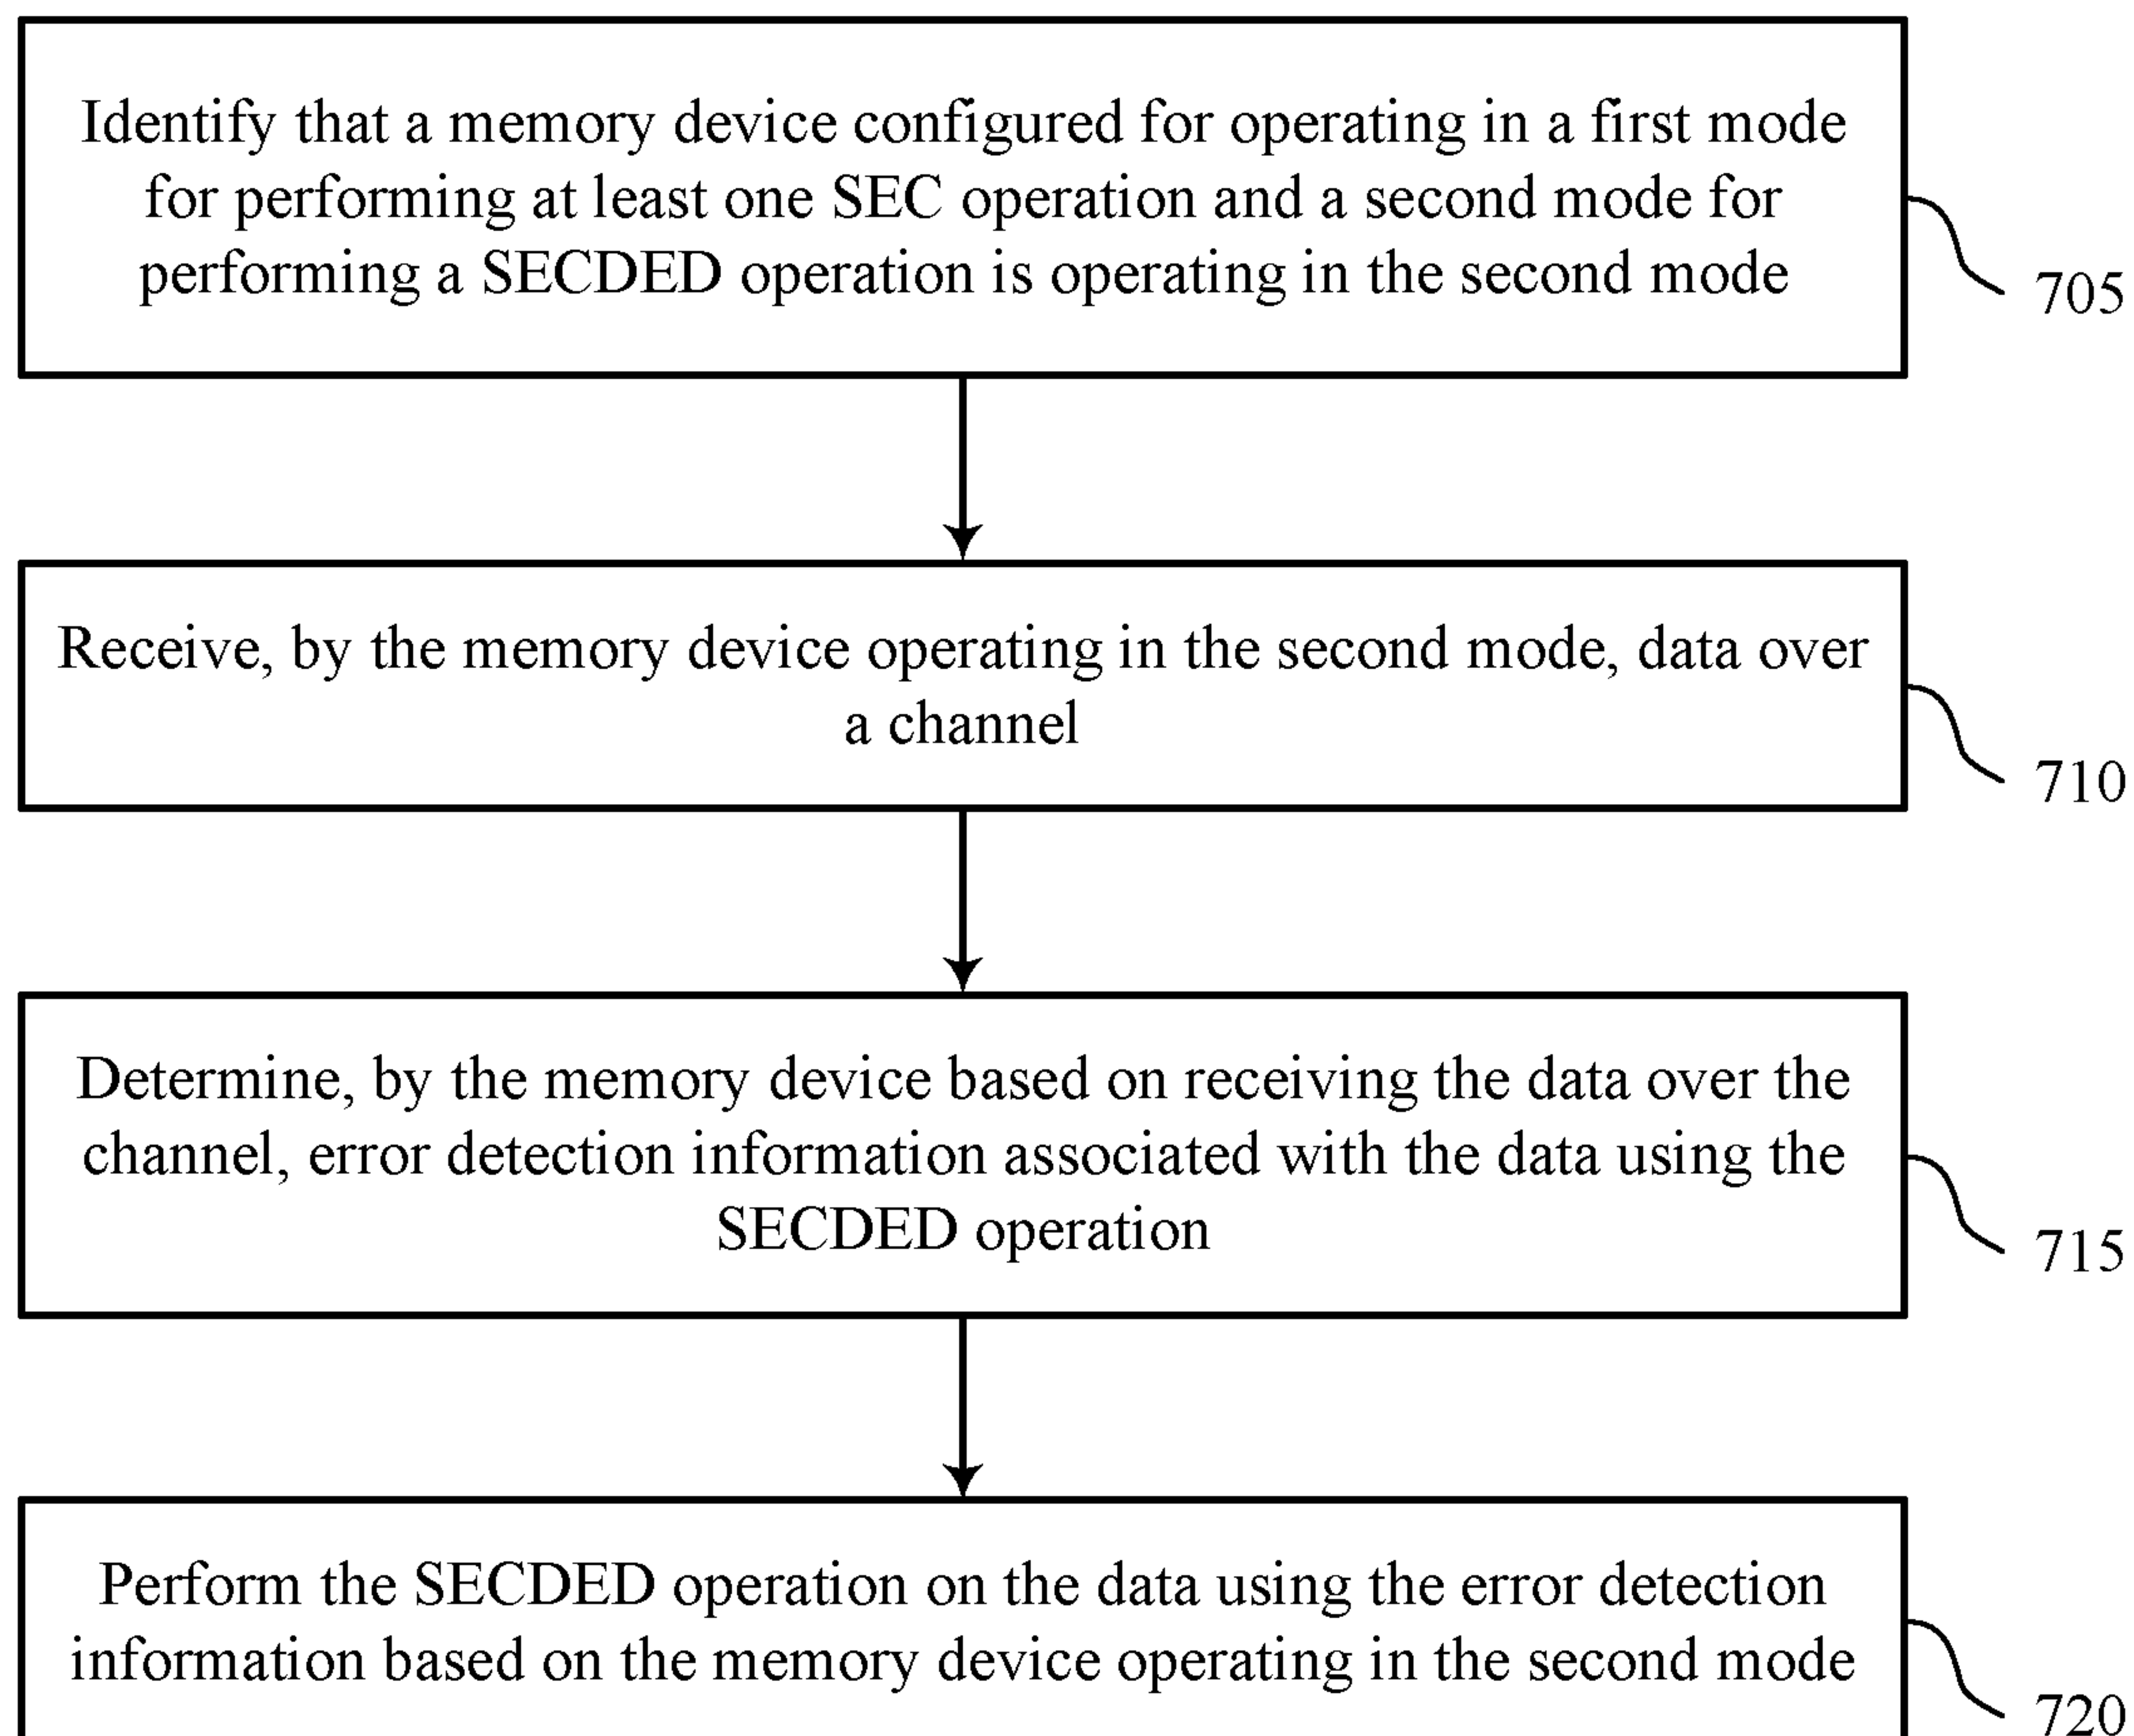 Identify that a memory device configured for operating in a first mode
for performing at least one SEC operation and a second mode for
performing a SECDED operation is operating in the second mode
705
Receive, by the memory device operating in the second mode, data over
a channel
710
Determine, by the memory device based on receiving the data over the
channel, error detection information associated with the data using the
SECDED operation
715
Perform the SECDED operation on the data using the error detection
information based on the memory device operating in the second mode
720